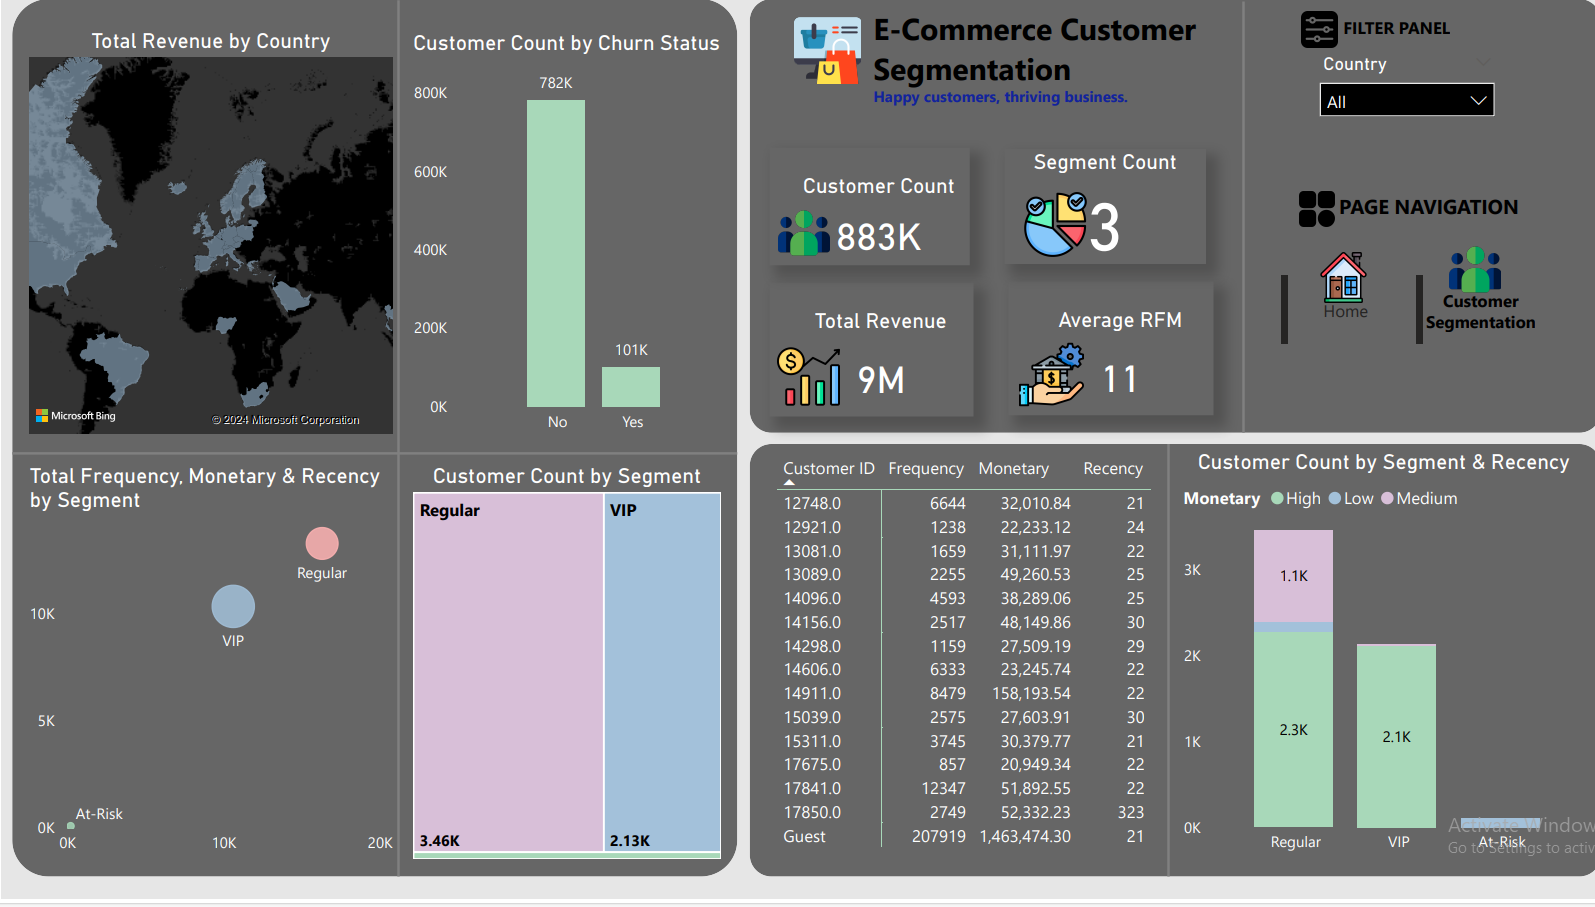 Total Revenue by Country
Microsoft Bing
© 2024 Microsoft Corporation
Customer Count by Churn Status
800K
600K
400K
200K
0K
782K
101K
No
Yes
E-Commerce Customer
Segmentation
Happy customers, thriving business.
Customer Count
883K
Segment Count
3
Total Revenue
9M
Average RFM
11
FILTER PANEL
Country
All
PAGE NAVIGATION
Home
Customer
Segmentation
Total Frequency, Monetary & Recency
by Segment
10K
5K
0K
Regular
VIP
At-Risk
0K 10K 20K
Customer Count by Segment
Regular
3.46K
VIP
2.13K
Customer ID Frequency Monetary Recency
12748.0 6644 32,010.84 21
12921.0 1238 22,233.12 24
13081.0 1659 31,111.97 22
13089.0 2255 49,260.53 25
14096.0 4593 38,289.06 25
14156.0 2517 48,149.86 30
14298.0 1159 27,509.19 29
14606.0 6333 23,245.74 22
14911.0 8479 158,193.54 22
15039.0 2575 27,603.91 30
15311.0 3745 30,379.77 21
17675.0 857 20,949.34 22
17841.0 12347 51,892.55 22
17850.0 2749 52,332.23 323
Guest 207919 1,463,474.30 21
Customer Count by Segment & Recency
Monetary High Low Medium
3K
2K
1K
0K
1.1K
2.3K
2.1K
Regular
VIP
At-Risk
Activate Window
Go to Settings to activ